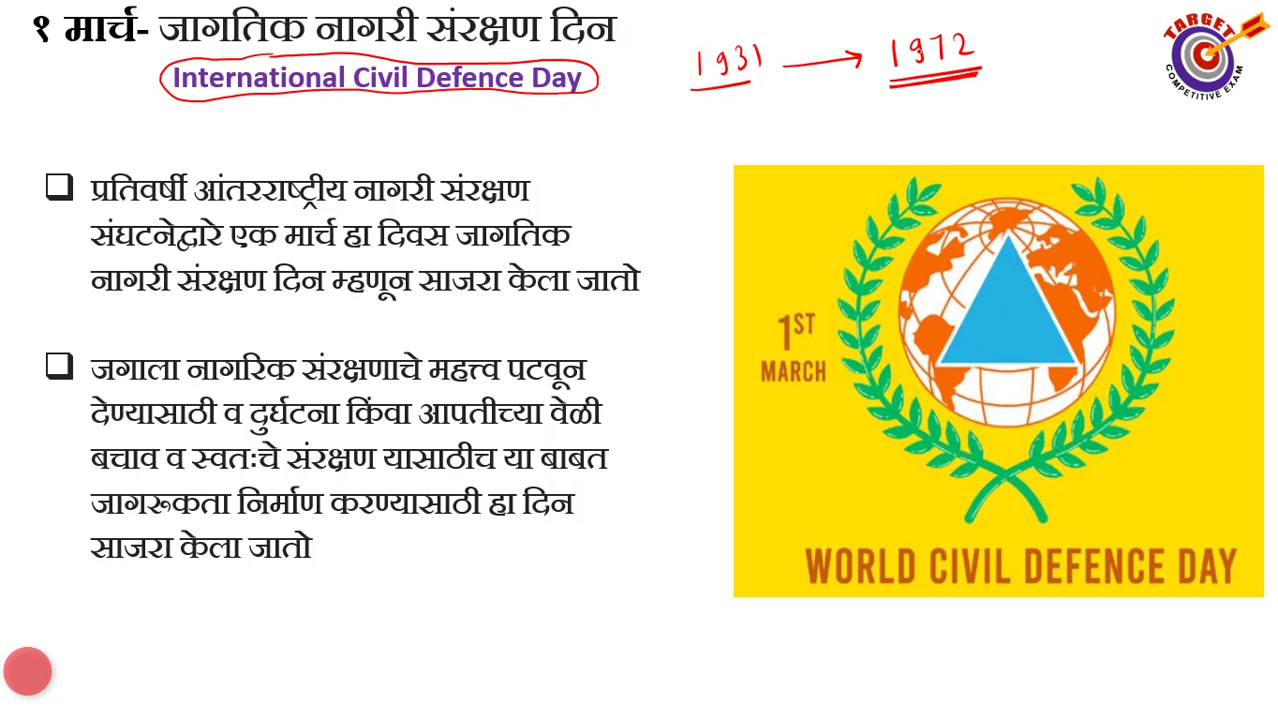 १ मार्च- जागतिक नागरी संरक्षण दिन
International Civil Defence Day
1931 → 1972
TARGET
COMPETITIVE EXAM
प्रतिवर्षी आंतरराष्ट्रीय नागरी संरक्षण
संघटनेद्वारे एक मार्च हा दिवस जागतिक
नागरी संरक्षण दिन म्हणून साजरा केला जातो
जगाला नागरिक संरक्षणाचे महत्त्व पटवून
देण्यासाठी व दुर्घटना किंवा आपतीच्या वेळी
बचाव व स्वतःचे संरक्षण यासाठीच या बाबत
जागरूकता निर्माण करण्यासाठी हा दिन
साजरा केला जातो
1ST
MARCH
WORLD CIVIL DEFENCE DAY